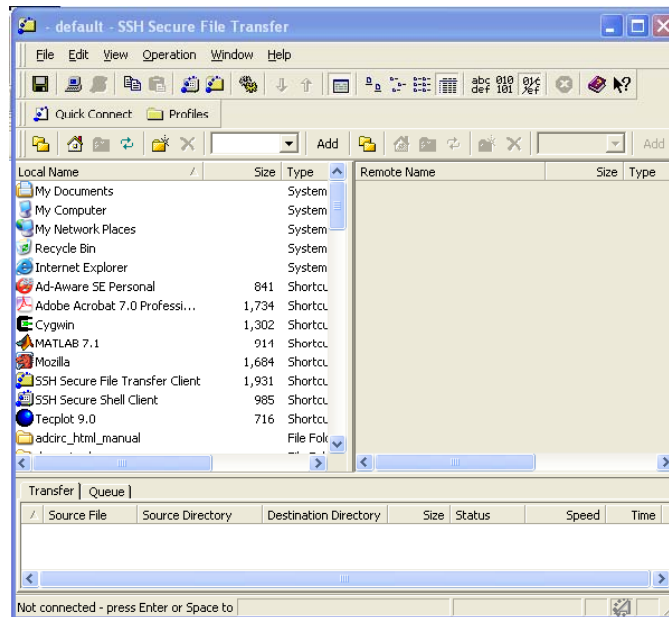 - default - SSH Secure File Transfer
File Edit View Operation Window Help
abc 010 01¢
def 101 ½ef
Quick Connect Profiles
Add Add
Local Name / Size Type Remote Name Size Type
My Documents System
My Computer System
My Network Places System
Recycle Bin System
Internet Explorer System
Ad-Aware SE Personal 841 Shortcu
Adobe Acrobat 7.0 Professi... 1,734 Shortcu
Cygwin 1,302 Shortcu
MATLAB 7.1 914 Shortcu
Mozilla 1,684 Shortcu
SSH Secure File Transfer Client 1,931 Shortcu
SSH Secure Shell Client 985 Shortcu
Tecplot 9.0 716 Shortcu
adcirc_html_manual File Fold
Transfer Queue
/ Source File Source Directory Destination Directory Size Status Speed Time
Not connected - press Enter or Space to